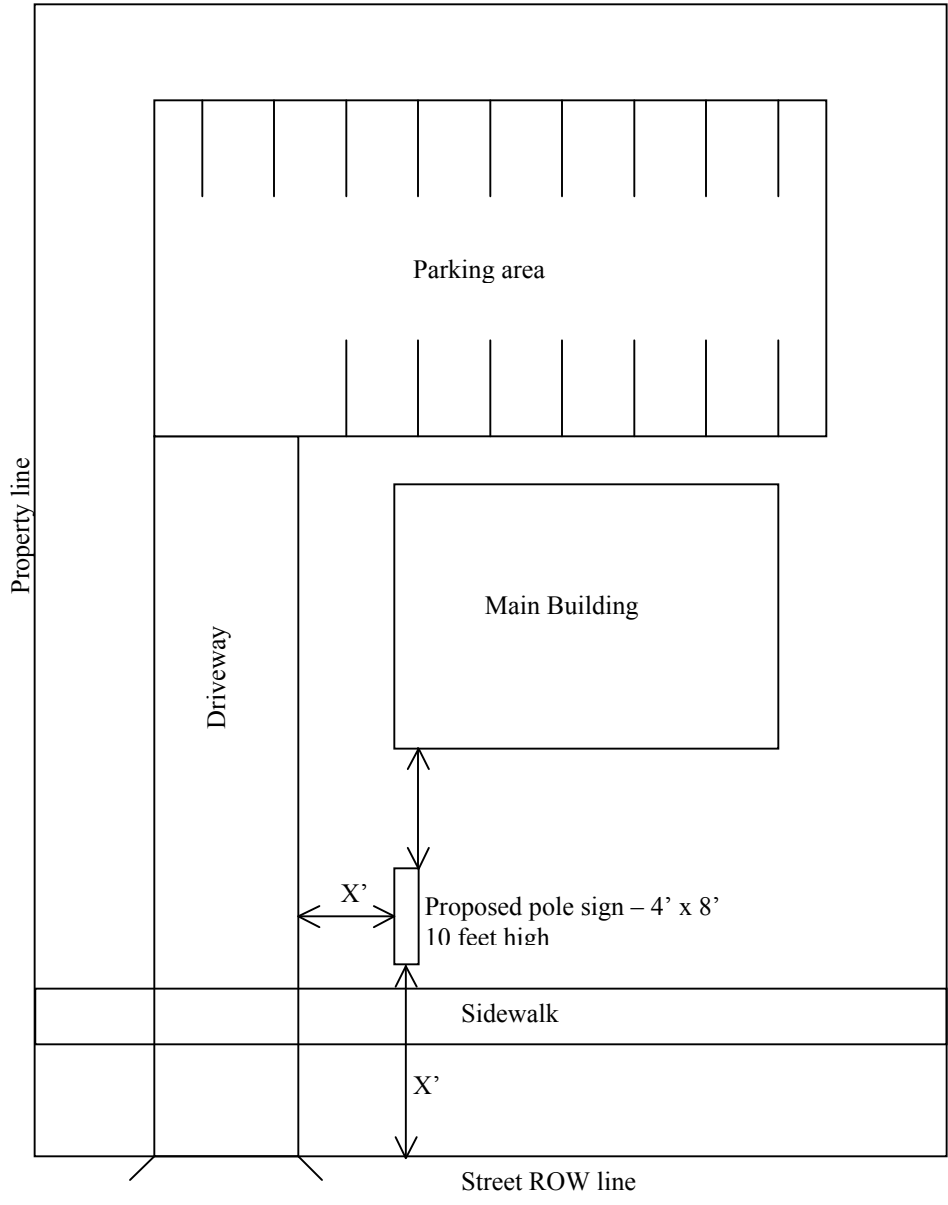 Parking area
Property line
Main Building
Driveway
X’
Proposed pole sign – 4’ x 8’
10 feet high
Sidewalk
X’
Street ROW line